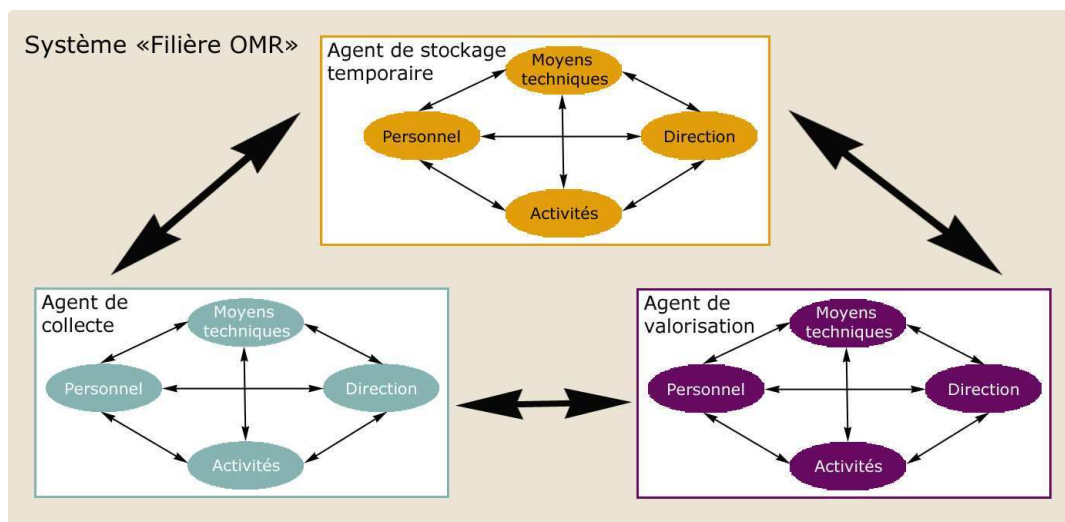 Système «Filière OMR»
Agent de stockage
temporaire
Moyens
techniques
Personnel
Direction
Activités
Agent de
collecte
Moyens
techniques
Personnel
Direction
Activités
Agent de
valorisation
Moyens
techniques
Personnel
Direction
Activités